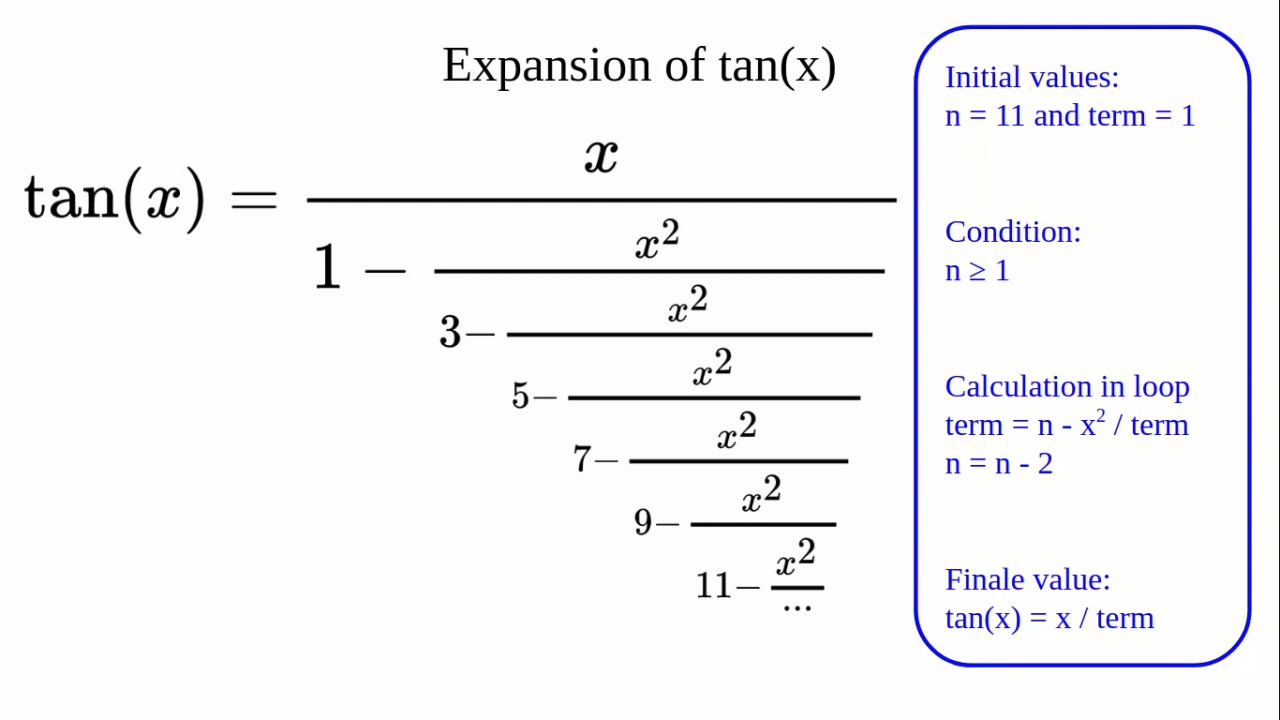 Expansion of tan(x)
tan(x) =
x
1 −
x²
3−
x²
5−
x²
7−
x²
9−
x²
11−
x²
...
Initial values:
n = 11 and term = 1
Condition:
n ≥ 1
Calculation in loop
term = n - x² / term
n = n - 2
Finale value:
tan(x) = x / term